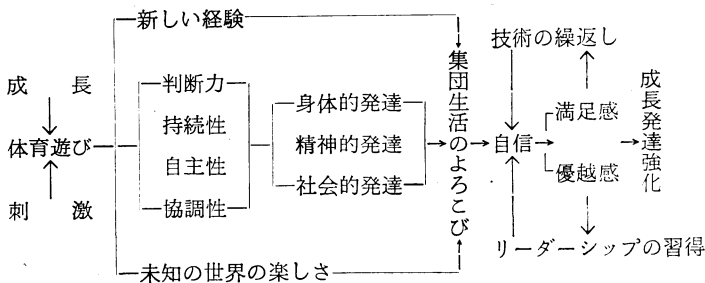 新しい経験
成長
体育遊び
刺激
判断力
持続性
自主性
協調性
身体的発達
精神的発達
社会的発達
未知の世界の楽しさ
集団生活のよろこび
技術の繰返し
自信
満足感
優越感
リーダーシップの習得
成長発達強化